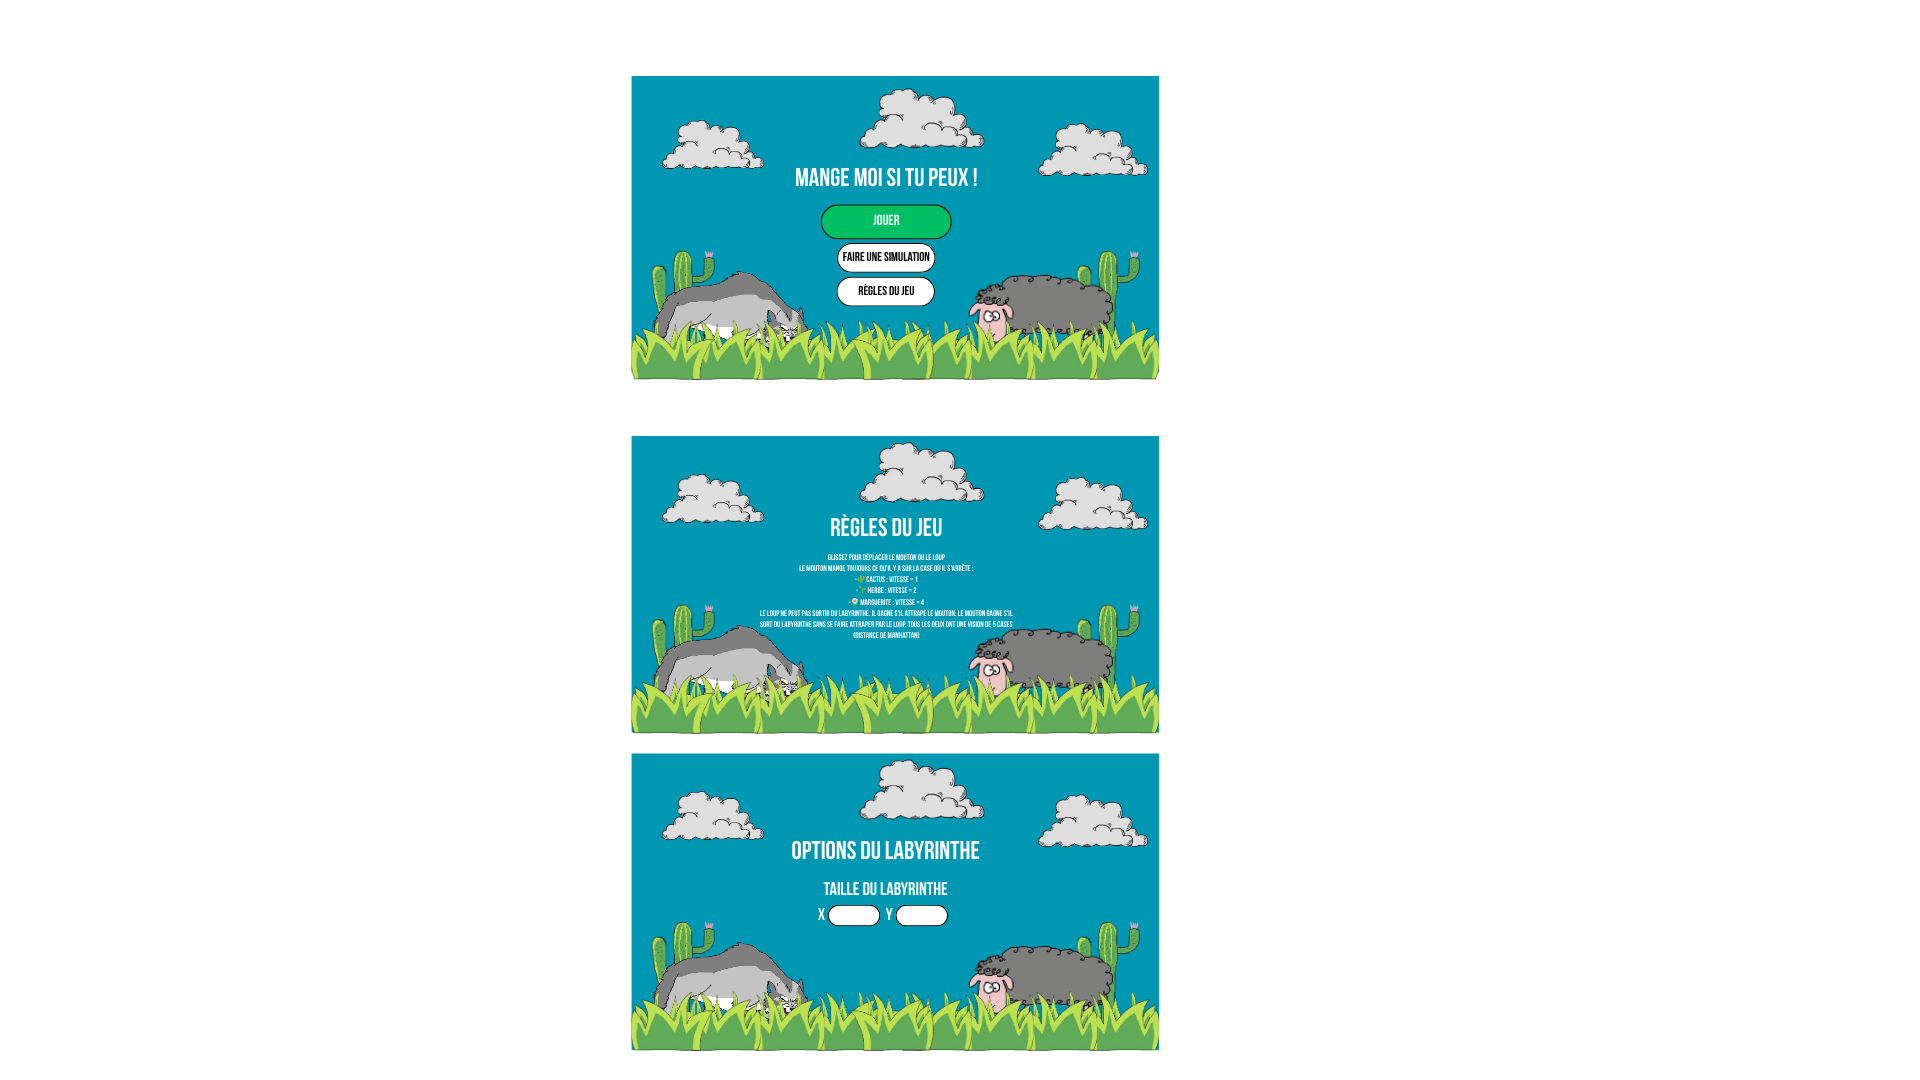 MANGE MOI SI TU PEUX !
JOUER
FAIRE UNE SIMULATION
RÈGLES DU JEU
RÈGLES DU JEU
GLISSEZ POUR DÉPLACER LE MOUTON OU LE LOUP
LE MOUTON MANGE TOUJOURS CE QU'IL Y A SUR LA CASE OÙ IL S'ARRÊTE :
-🌵 CACTUS : VITESSE = 1
-🌿 HERBE : VITESSE = 2
-🌼 MARGUERITE : VITESSE = 4
LE LOUP NE PEUT PAS SORTIR DU LABYRINTHE. IL GAGNE S'IL ATTRAPE LE MOUTON. LE MOUTON GAGNE S'IL
SORT DU LABYRINTHE SANS SE FAIRE ATTRAPER PAR LE LOUP. TOUS LES DEUX ONT UNE VISION DE 5 CASES
(DISTANCE DE MANHATTAN)
OPTIONS DU LABYRINTHE
TAILLE DU LABYRINTHE
X Y